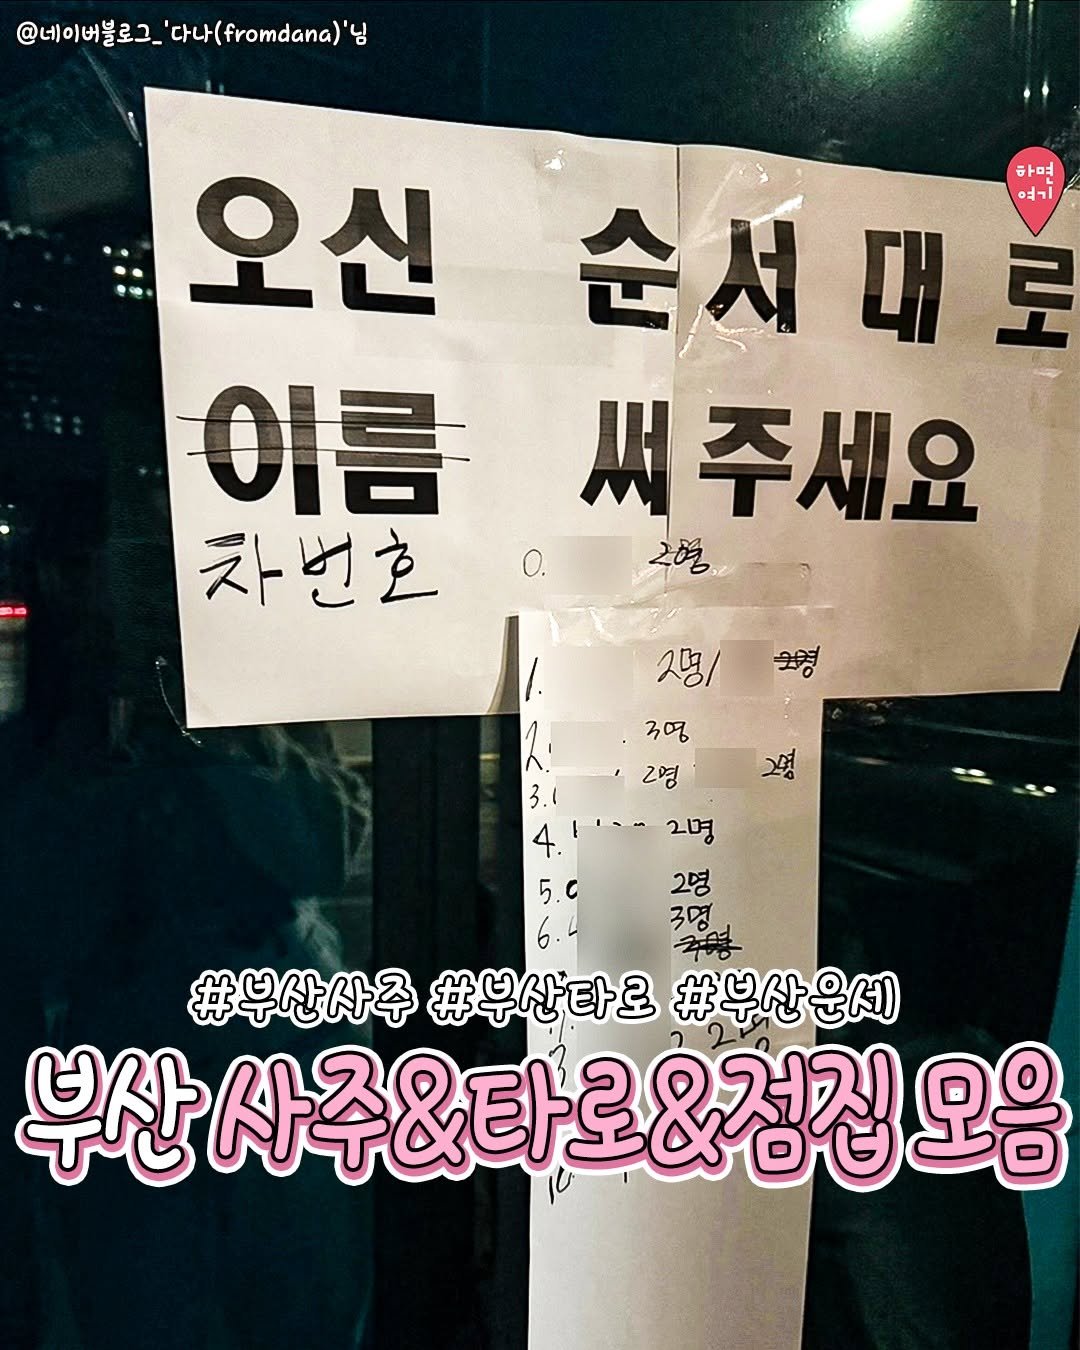 @네이버블로그_'다나(fromdana)'님
하면
여기
오신 순서대로
이름 써주세요
차번호
0. 2명
1. 2명/ 2명
2. 3명
3. 2명 2명
4. 2명
5. 2명
6. 3명
#부산사주 #부산타로 #부산운세
2명
부산 사주&타로&점집 모음